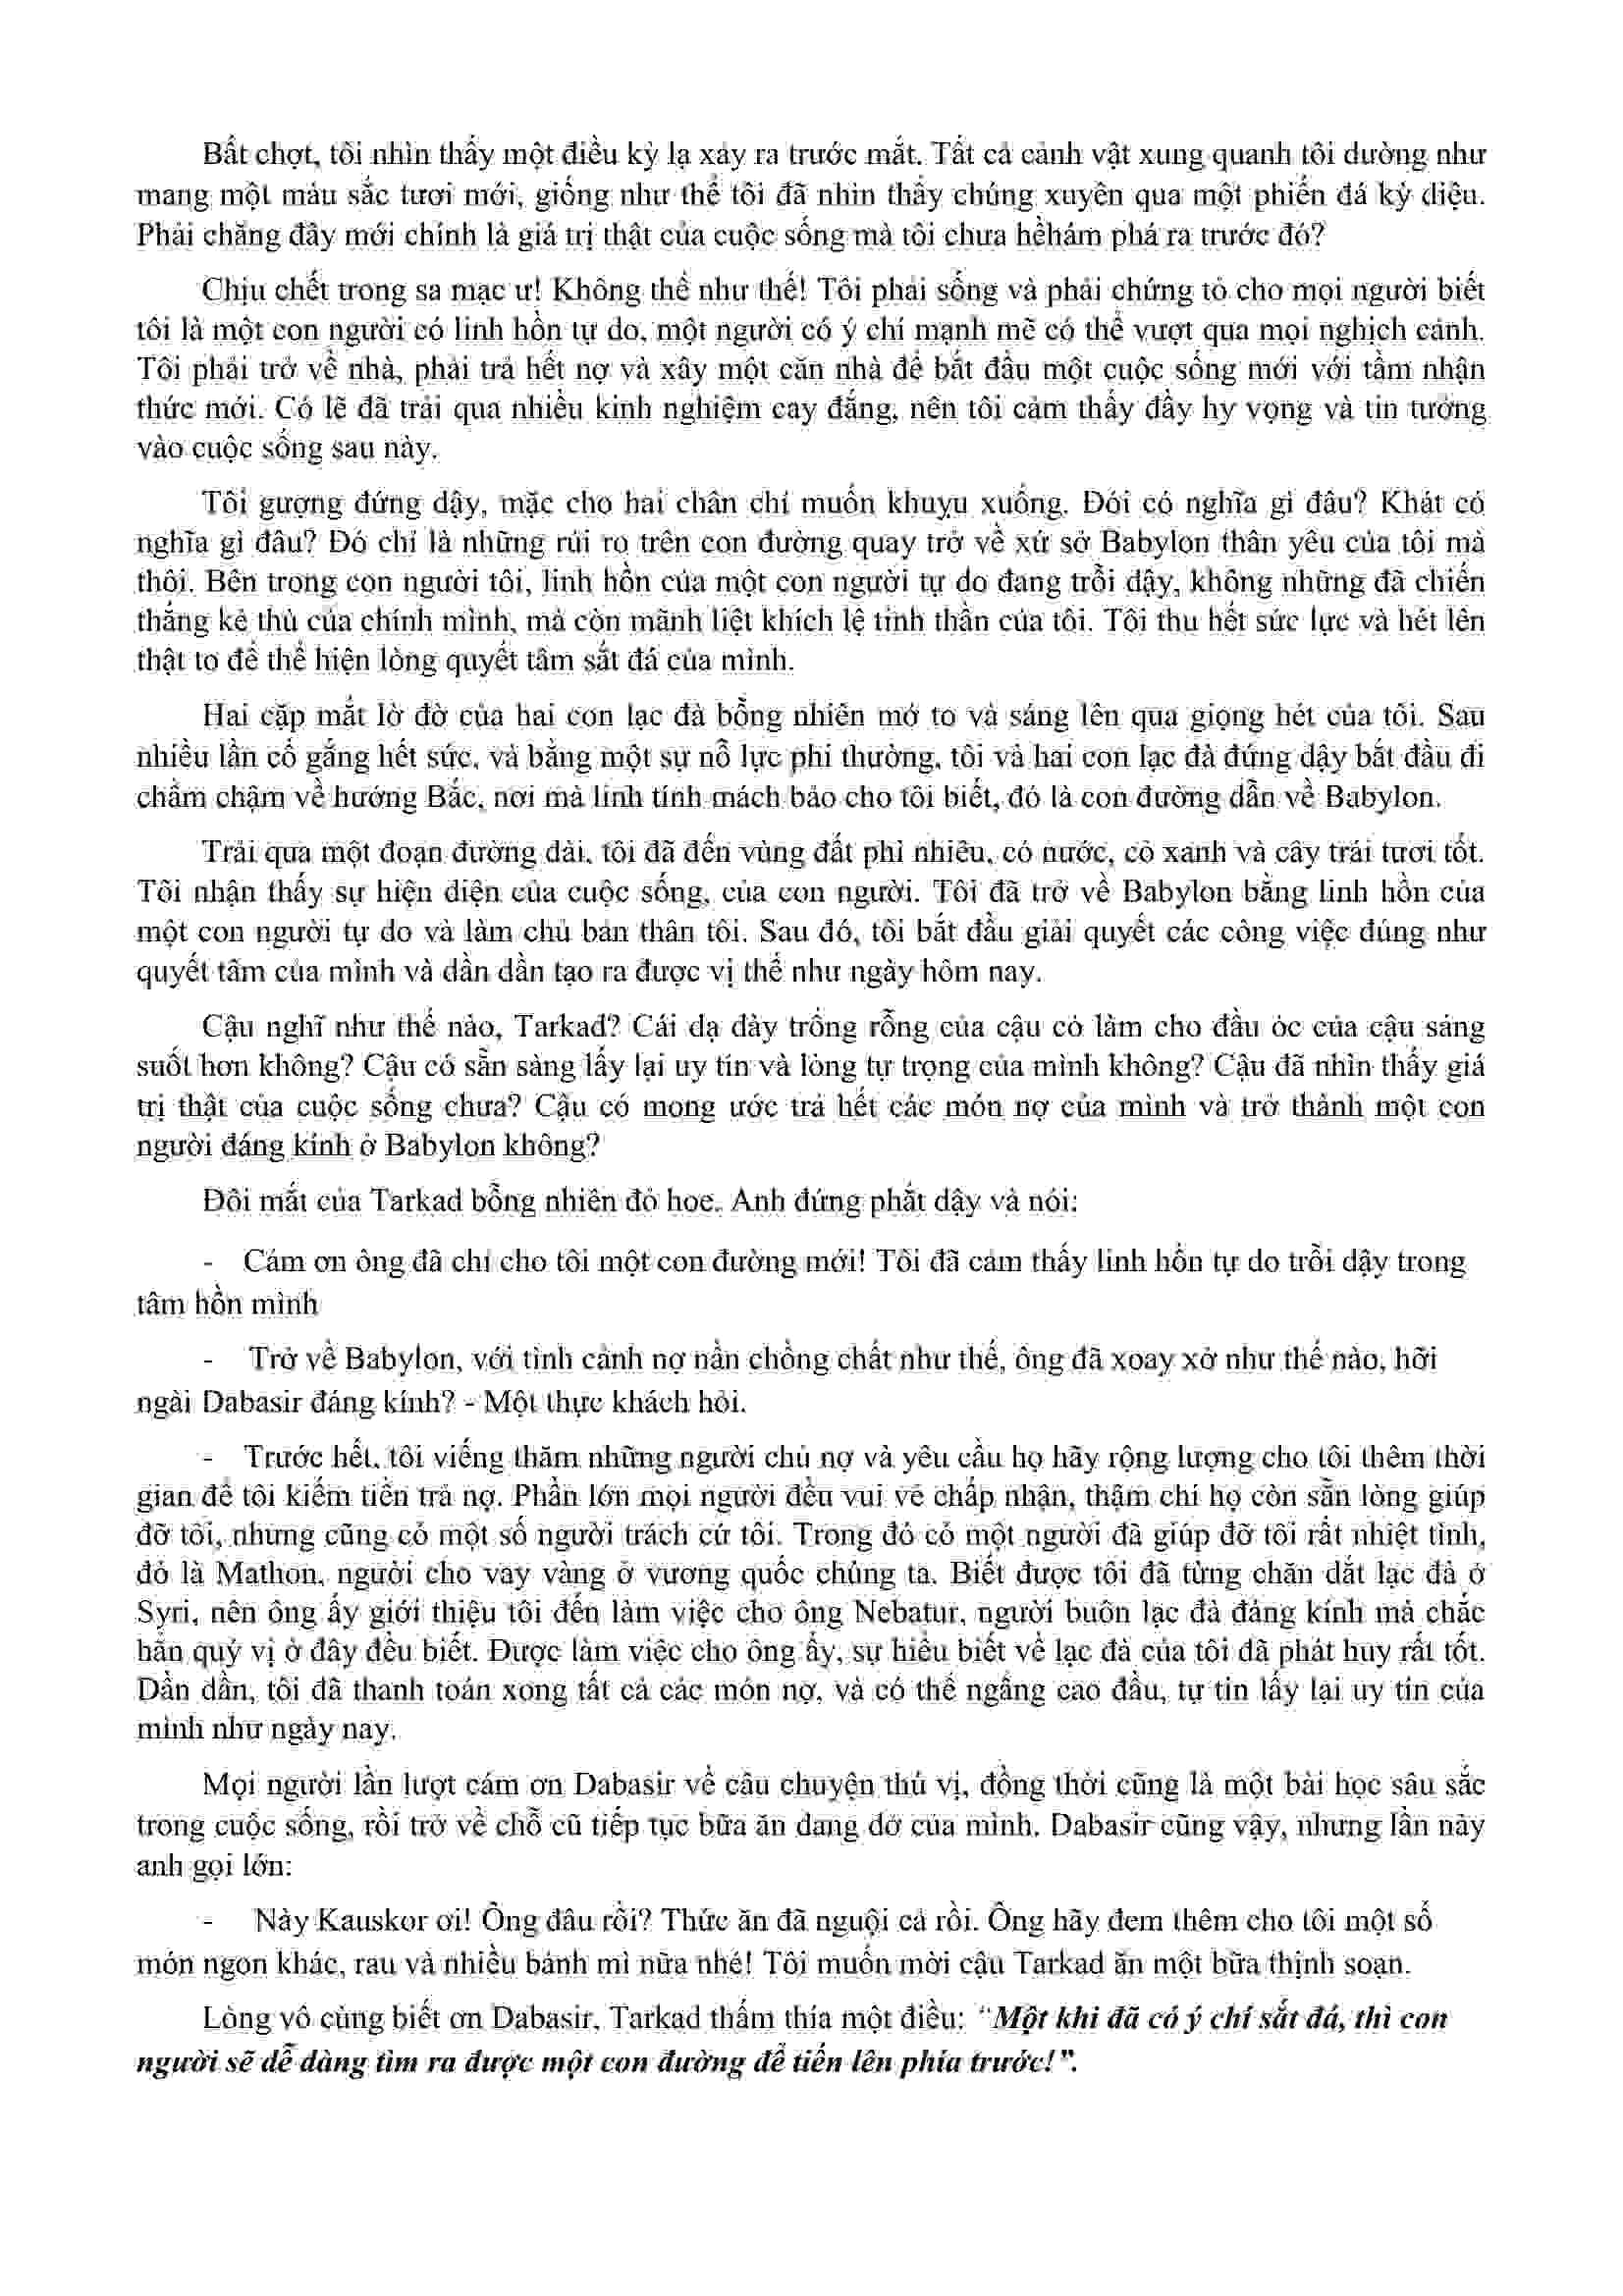 Bất chợt, tôi nhìn thấy một điều kỳ lạ xảy ra trước mắt. Tất cả cảnh vật xung quanh tôi dường như
mang một màu sắc tươi mới, giống như thể tôi đã nhìn thấy chúng xuyên qua một phiến đá kỳ diệu.
Phải chăng đây mới chính là giá trị thật của cuộc sống mà tôi chưa hềhám phá ra trước đó?
Chịu chết trong sa mạc ư! Không thể như thế! Tôi phải sống và phải chứng tỏ cho mọi người biết
tôi là một con người có linh hồn tự do, một người có ý chí mạnh mẽ có thể vượt qua mọi nghịch cảnh.
Tôi phải trở về nhà, phải trả hết nợ và xây một căn nhà để bắt đầu một cuộc sống mới với tầm nhận
thức mới. Có lẽ đã trải qua nhiều kinh nghiệm cay đắng, nên tôi cảm thấy đầy hy vọng và tin tưởng
vào cuộc sống sau này.
Tôi gượng đứng dậy, mặc cho hai chân chỉ muốn khuỵu xuống. Đói có nghĩa gì đâu? Khát có
nghĩa gì đâu? Đó chỉ là những rủi ro trên con đường quay trở về xứ sở Babylon thân yêu của tôi mà
thôi. Bên trong con người tôi, linh hồn của một con người tự do đang trỗi dậy, không những đã chiến
thắng kẻ thù của chính mình, mà còn mãnh liệt khích lệ tinh thần của tôi. Tôi thu hết sức lực và hét lên
thật to để thể hiện lòng quyết tâm sắt đá của mình.
Hai cặp mắt lờ đờ của hai con lạc đà bỗng nhiên mở to và sáng lên qua giọng hét của tôi. Sau
nhiều lần cố gắng hết sức, và bằng một sự nỗ lực phi thường, tôi và hai con lạc đà đứng dậy bắt đầu đi
chầm chậm về hướng Bắc, nơi mà linh tính mách bảo cho tôi biết, đó là con đường dẫn về Babylon.
Trải qua một đoạn đường dài, tôi đã đến vùng đất phì nhiêu, có nước, cỏ xanh và cây trái tươi tốt.
Tôi nhận thấy sự hiện diện của cuộc sống, của con người. Tôi đã trở về Babylon bằng linh hồn của
một con người tự do và làm chủ bản thân tôi. Sau đó, tôi bắt đầu giải quyết các công việc đúng như
quyết tâm của mình và dần dần tạo ra được vị thế như ngày hôm nay.
Cậu nghĩ như thế nào, Tarkad? Cái dạ dày trống rỗng của cậu có làm cho đầu óc của cậu sáng
suốt hơn không? Cậu có sẵn sàng lấy lại uy tín và lòng tự trọng của mình không? Cậu đã nhìn thấy giá
trị thật của cuộc sống chưa? Cậu có mong ước trả hết các món nợ của mình và trở thành một con
người đáng kính ở Babylon không?
Đôi mắt của Tarkad bỗng nhiên đỏ hoe. Anh đứng phắt dậy và nói:
- Cám ơn ông đã chỉ cho tôi một con đường mới! Tôi đã cảm thấy linh hồn tự do trỗi dậy trong
tâm hồn mình
- Trở về Babylon, với tình cảnh nợ nần chồng chất như thế, ông đã xoay xở như thế nào, hỡi
ngài Dabasir đáng kính? - Một thực khách hỏi.
- Trước hết, tôi viếng thăm những người chủ nợ và yêu cầu họ hãy rộng lượng cho tôi thêm thời
gian để tôi kiếm tiền trả nợ. Phần lớn mọi người đều vui vẻ chấp nhận, thậm chí họ còn sẵn lòng giúp
đỡ tôi, nhưng cũng có một số người trách cứ tôi. Trong đó có một người đã giúp đỡ tôi rất nhiệt tình,
đó là Mathon, người cho vay vàng ở vương quốc chúng ta. Biết được tôi đã từng chăn dắt lạc đà ở
Syri, nên ông ấy giới thiệu tôi đến làm việc cho ông Nebatur, người buôn lạc đà đáng kính mà chắc
hẳn quý vị ở đây đều biết. Được làm việc cho ông ấy, sự hiểu biết về lạc đà của tôi đã phát huy rất tốt.
Dần dần, tôi đã thanh toán xong tất cả các món nợ, và có thể ngẩng cao đầu, tự tin lấy lại uy tín của
mình như ngày nay.
Mọi người lần lượt cám ơn Dabasir về câu chuyện thú vị, đồng thời cũng là một bài học sâu sắc
trong cuộc sống, rồi trở về chỗ cũ tiếp tục bữa ăn dang dở của mình. Dabasir cũng vậy, nhưng lần này
anh gọi lớn:
- Này Kauskor ơi! Ông đâu rồi? Thức ăn đã nguội cả rồi. Ông hãy đem thêm cho tôi một số
món ngon khác, rau và nhiều bánh mì nữa nhé! Tôi muốn mời cậu Tarkad ăn một bữa thịnh soạn.
Lòng vô cùng biết ơn Dabasir, Tarkad thấm thía một điều: “Một khi đã có ý chí sắt đá, thì con
người sẽ dễ dàng tìm ra được một con đường để tiến lên phía trước!”.